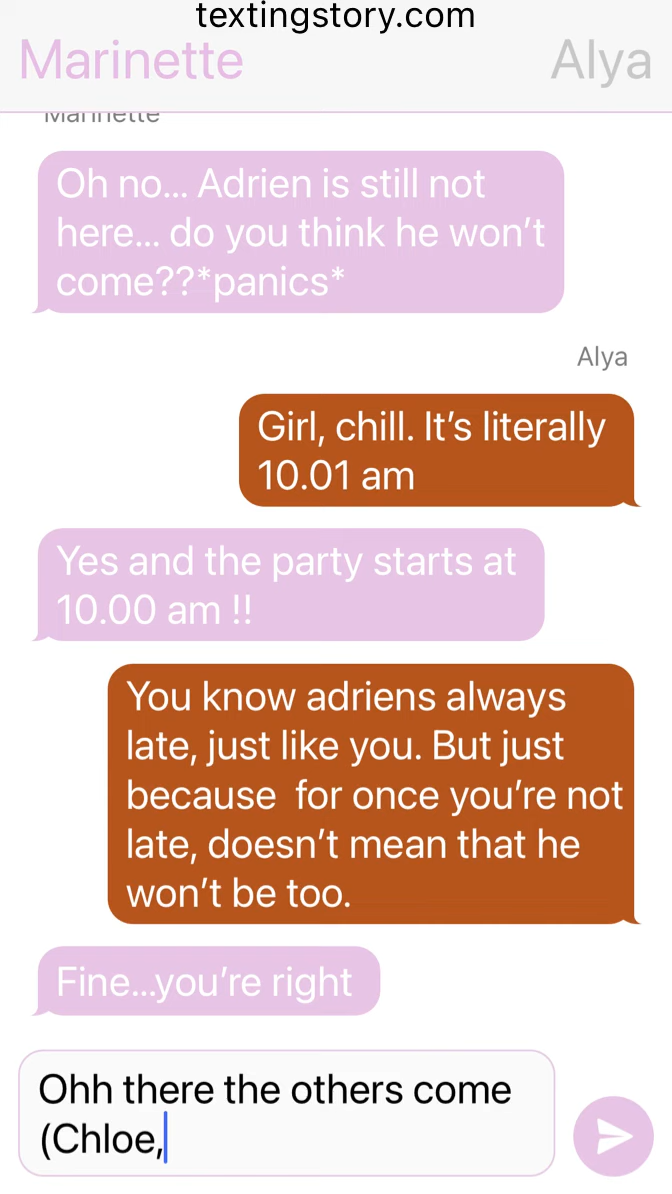 textingstory.com
Marinette Alya
Marinette
Oh no... Adrien is still not
here... do you think he won’t
come??*panics*
Alya
Girl, chill. It’s literally
10.01 am
Yes and the party starts at
10.00 am !!
You know adriens always
late, just like you. But just
because  for once you’re not
late, doesn’t mean that he
won’t be too.
Fine...you’re right
Ohh there the others come
(Chloe,